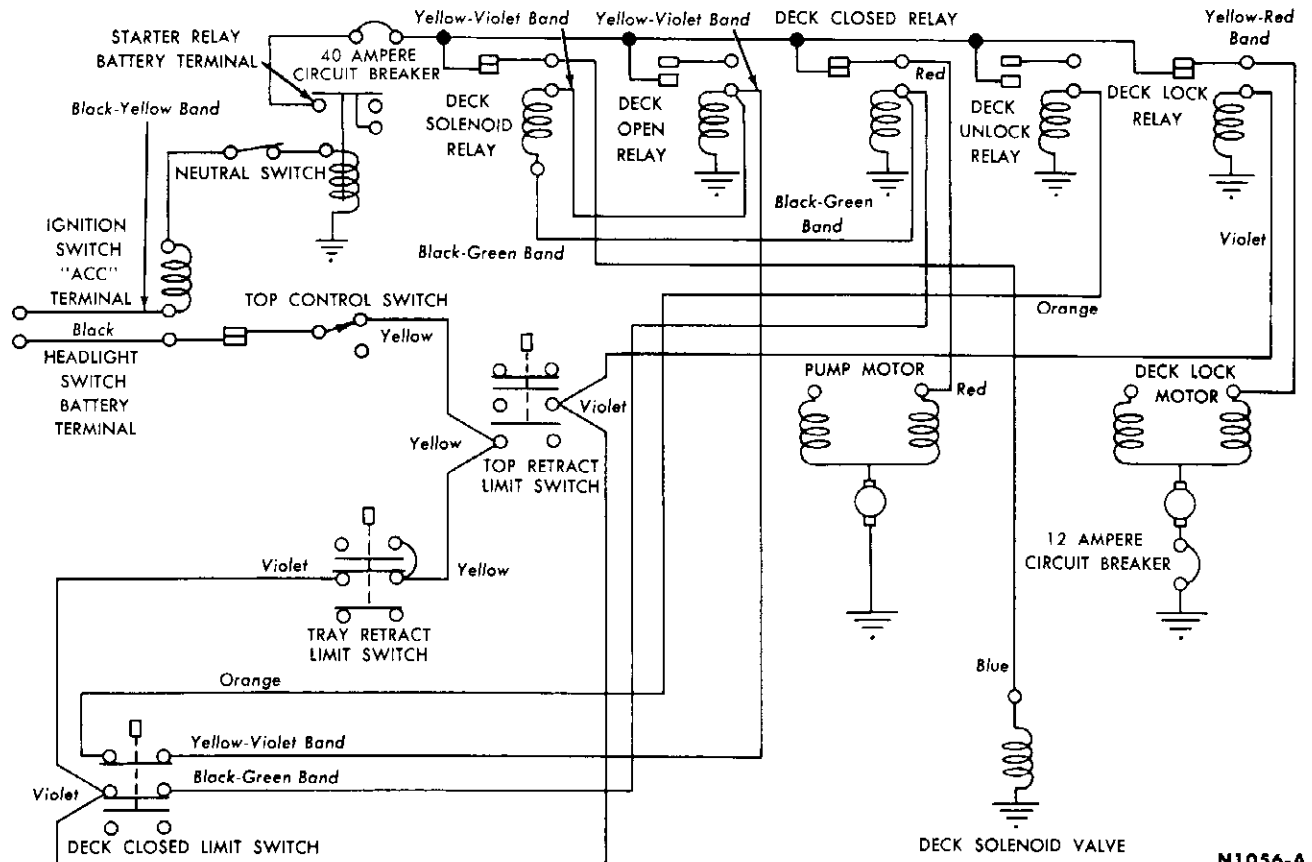 Yellow-Violet Band
Yellow-Violet Band
DECK CLOSED RELAY
Yellow-Red
Band
STARTER RELAY
BATTERY TERMINAL
40 AMPERE
CIRCUIT BREAKER
Red
Black-Yellow Band
DECK
SOLENOID
RELAY
DECK
OPEN
RELAY
DECK
UNLOCK
RELAY
DECK LOCK
RELAY
NEUTRAL SWITCH
Black-Green
Band
Black-Green Band
Violet
IGNITION
SWITCH
"ACC"
TERMINAL
TOP CONTROL SWITCH
Orange
Black
Yellow
HEADLIGHT
SWITCH
BATTERY
TERMINAL
PUMP MOTOR
Red
DECK LOCK
MOTOR
Violet
Yellow
TOP RETRACT
LIMIT SWITCH
12 AMPERE
CIRCUIT BREAKER
Violet
Yellow
TRAY RETRACT
LIMIT SWITCH
Blue
Orange
Yellow-Violet Band
Black-Green Band
Violet
DECK CLOSED LIMIT SWITCH
DECK SOLENOID VALVE
N1056-A